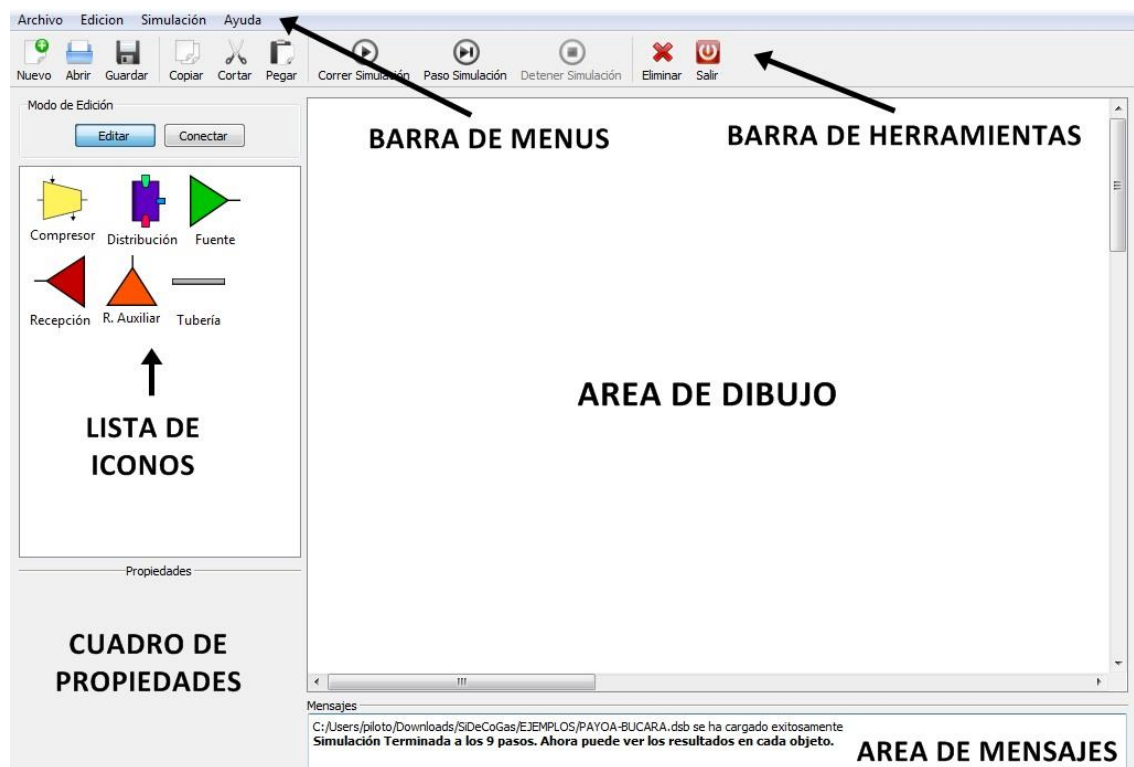 Archivo Edicion Simulación Ayuda
Nuevo Abrir Guardar Copiar Cortar Pegar Correr Simulación Paso Simulación Detener Simulación Eliminar Salir
Modo de Edición
Editar Conectar
BARRA DE MENUS
BARRA DE HERRAMIENTAS
Compresor Distribución Fuente
Recepción R. Auxiliar Tubería
LISTA DE
ICONOS
AREA DE DIBUJO
Propiedades
CUADRO DE
PROPIEDADES
Mensajes
C:/Users/piloto/Downloads/SiDeCoGas/EJEMPLOS/PAYOA-BUCARA.dsb se ha cargado exitosamente
Simulación Terminada a los 9 pasos. Ahora puede ver los resultados en cada objeto.
AREA DE MENSAJES